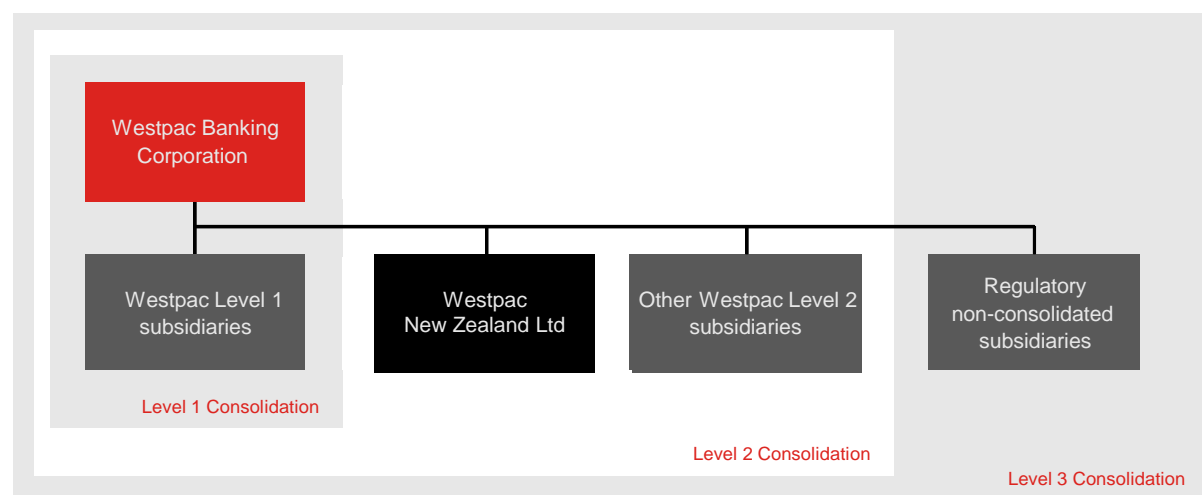 Westpac Banking
Corporation
Westpac Level 1
subsidiaries
Westpac
New Zealand Ltd
Other Westpac Level 2
subsidiaries
Regulatory
non-consolidated
subsidiaries
Level 1 Consolidation
Level 2 Consolidation
Level 3 Consolidation